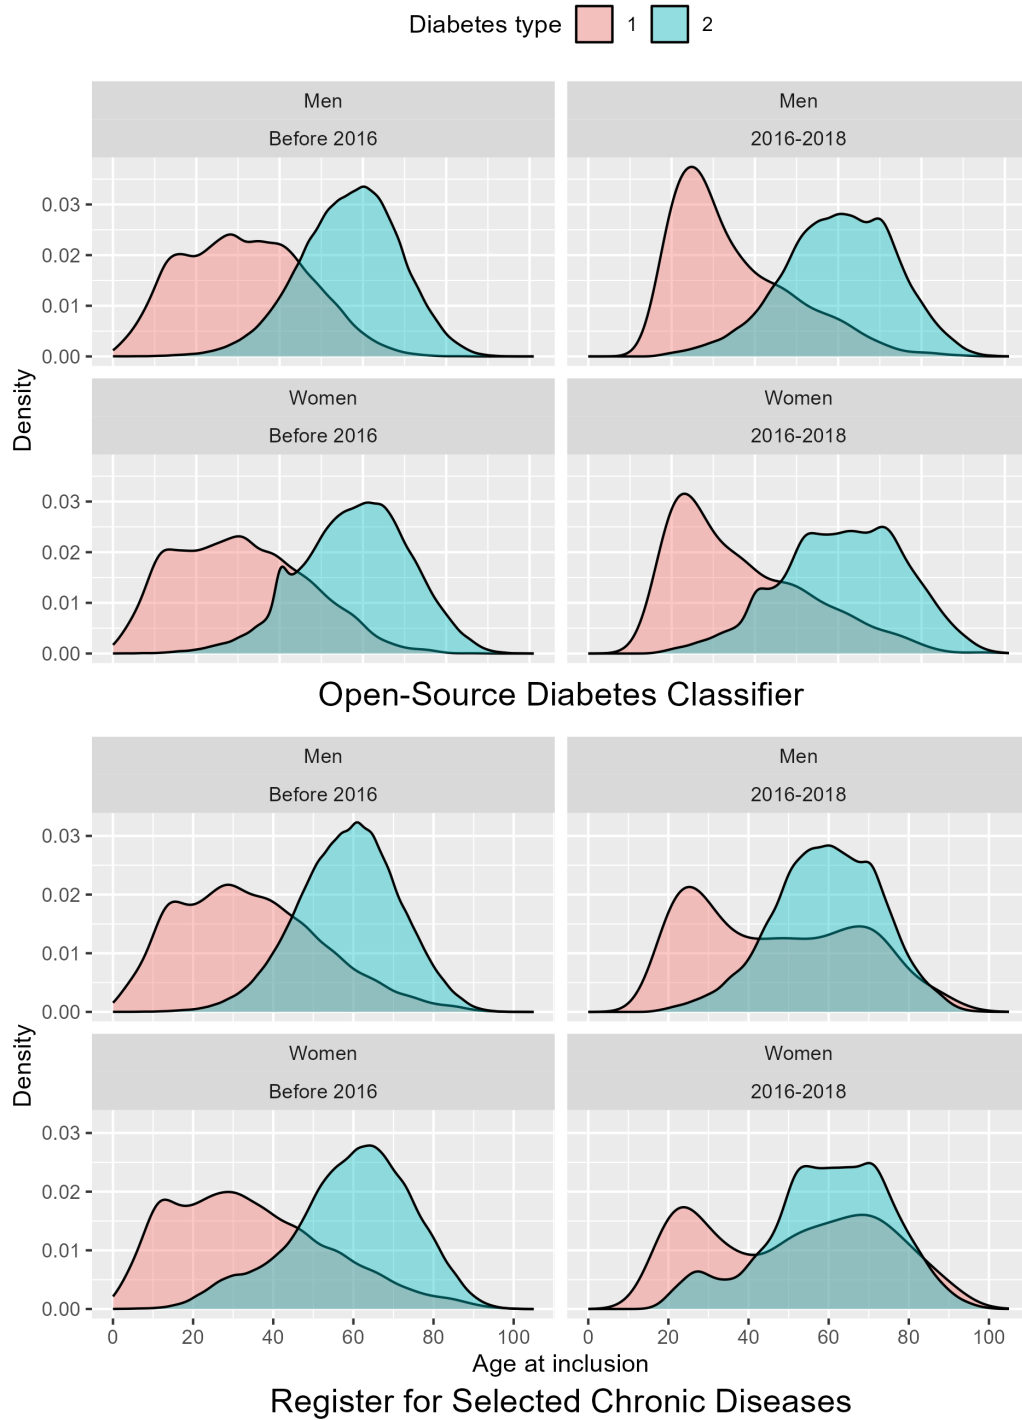 Diabetes type 1 2
Men Men
Before 2016 2016-2018
0.03
0.02
0.01
0.00
Women Women
Before 2016 2016-2018
0.03
0.02
0.01
0.00
Density
Open-Source Diabetes Classifier
Men Men
Before 2016 2016-2018
0.03
0.02
0.01
0.00
Women Women
Before 2016 2016-2018
0.03
0.02
0.01
0.00
Density
0 20 40 60 80 100 0 20 40 60 80 100
Age at inclusion
Register for Selected Chronic Diseases